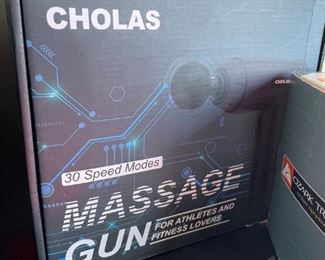 CHOLAS
CHOLAS
30 Speed Modes
MASSAGE
GUN
FOR ATHLETES AND
FITNESS LOVERS
OZARK TR